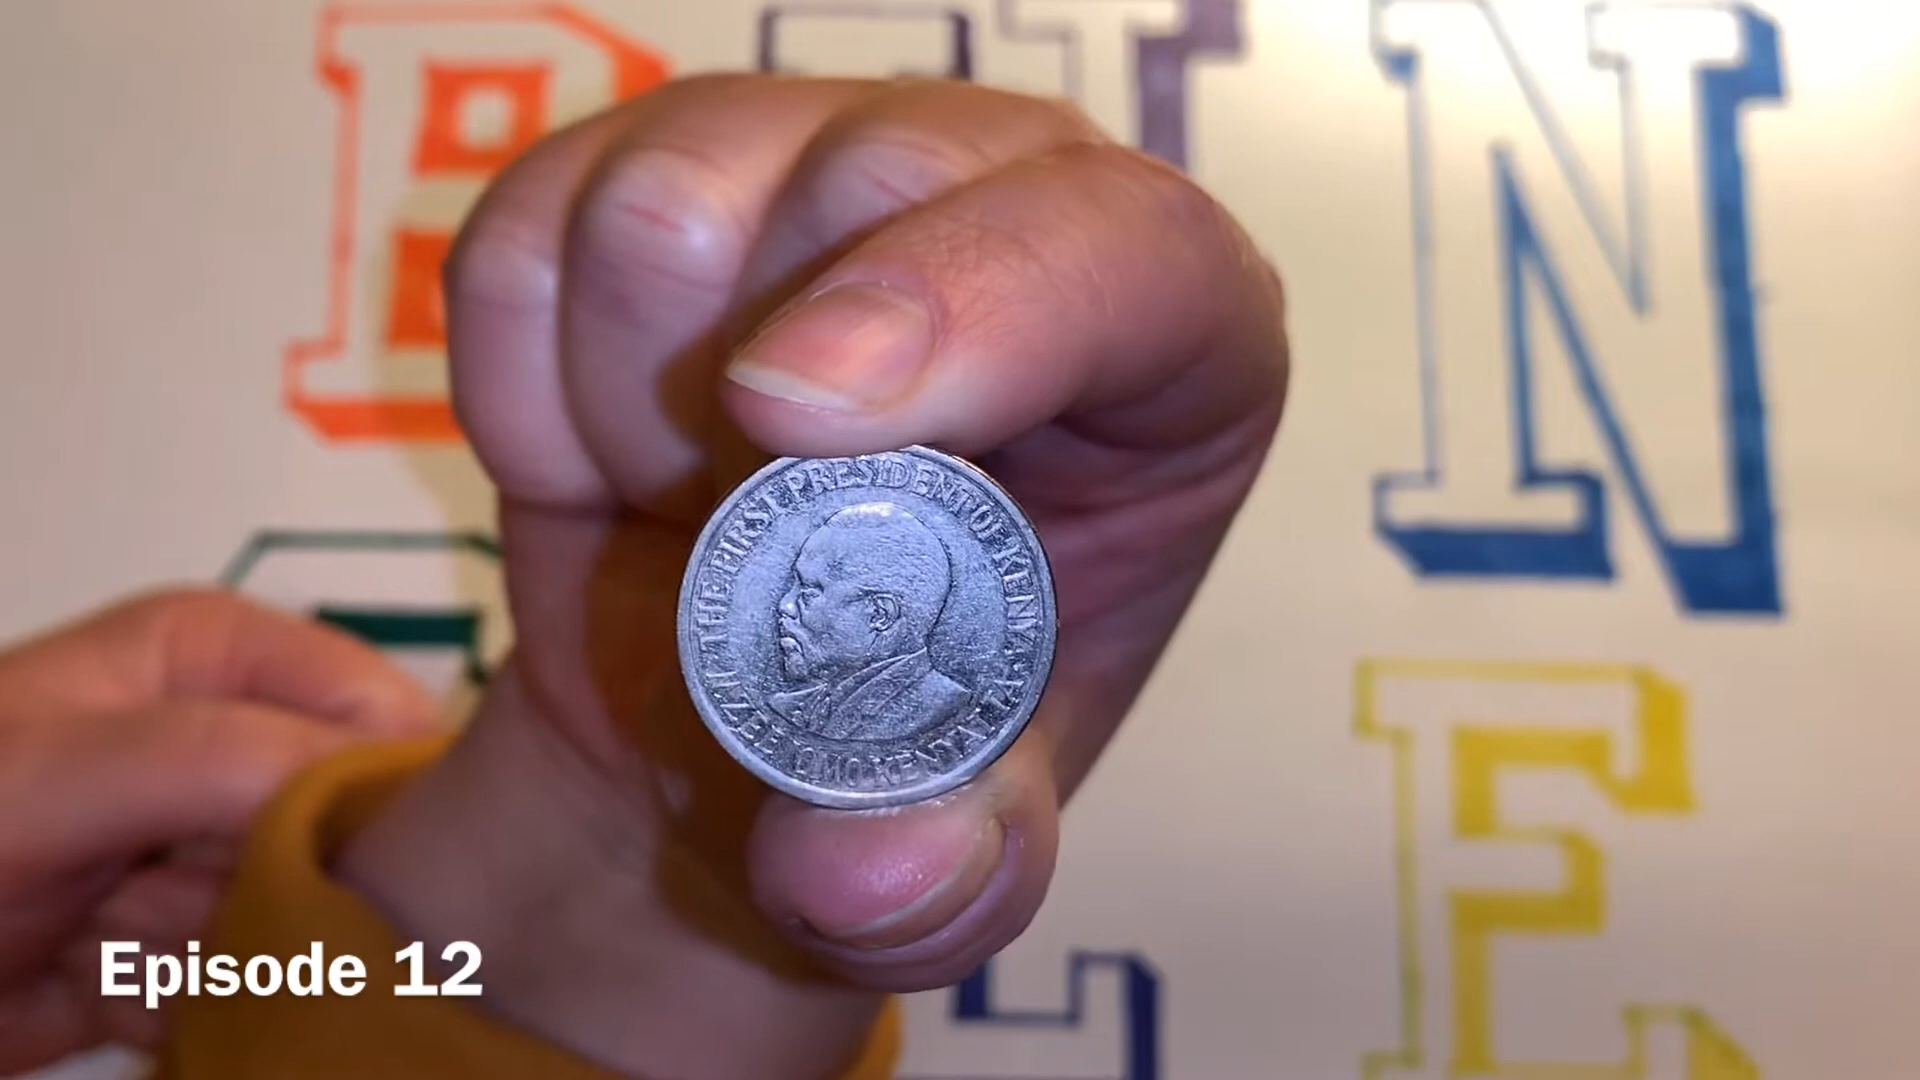 B U N
THE FIRST PRESIDENT OF KENYA
MZEE JOMO KENYATTA
E
Episode 12